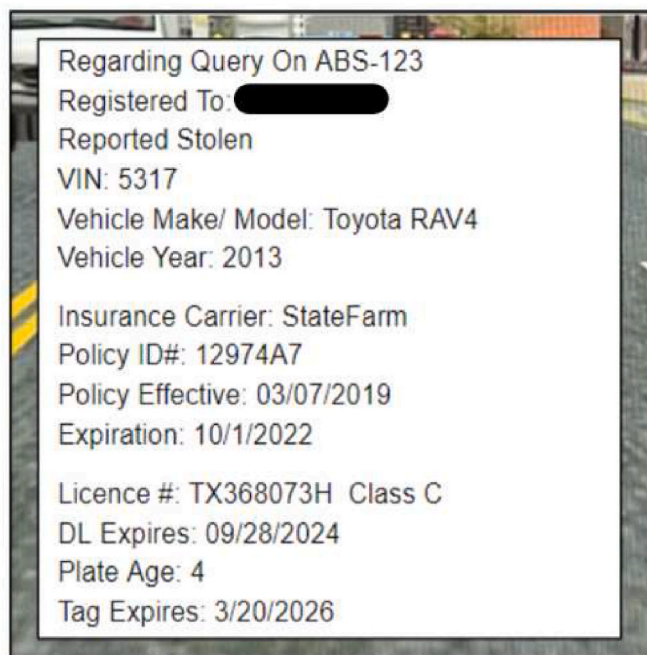 Regarding Query On ABS-123
Registered To:
Reported Stolen
VIN: 5317
Vehicle Make/ Model: Toyota RAV4
Vehicle Year: 2013
Insurance Carrier: StateFarm
Policy ID#: 12974A7
Policy Effective: 03/07/2019
Expiration: 10/1/2022
Licence #: TX368073H Class C
DL Expires: 09/28/2024
Plate Age: 4
Tag Expires: 3/20/2026